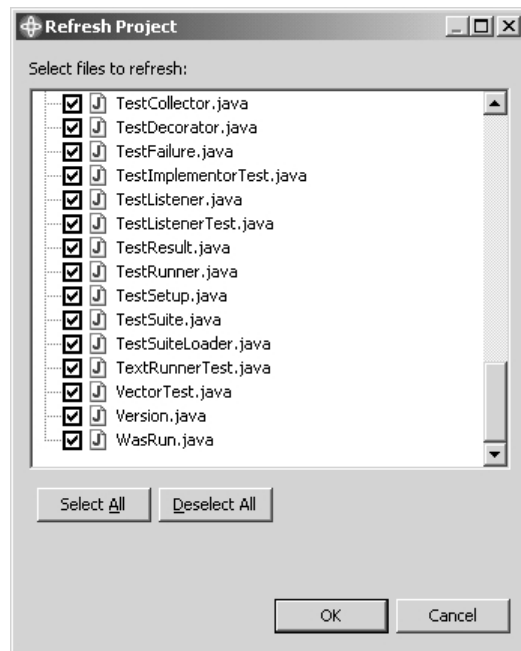 Refresh Project
Select files to refresh:
TestCollector.java
TestDecorator.java
TestFailure.java
TestImplementorTest.java
TestListener.java
TestListenerTest.java
TestResult.java
TestRunner.java
TestSetup.java
TestSuite.java
TestSuiteLoader.java
TextRunnerTest.java
VectorTest.java
Version.java
WasRun.java
Select All Deselect All
OK Cancel